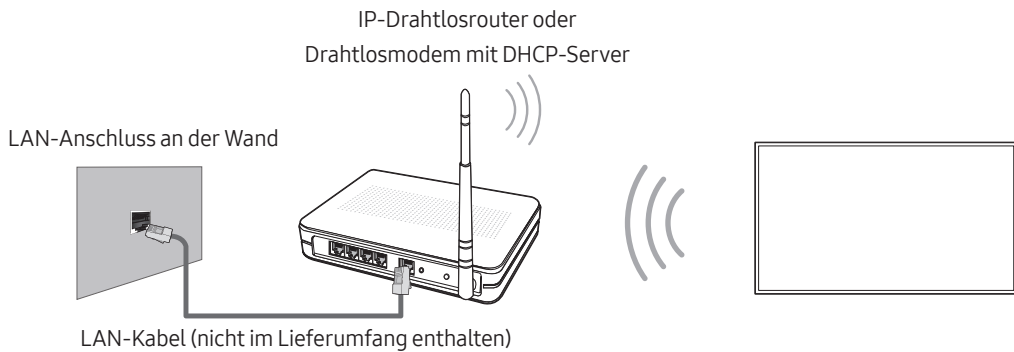 IP-Drahtlosrouter oder
Drahtlosmodem mit DHCP-Server
LAN-Anschluss an der Wand
LAN-Kabel (nicht im Lieferumfang enthalten)